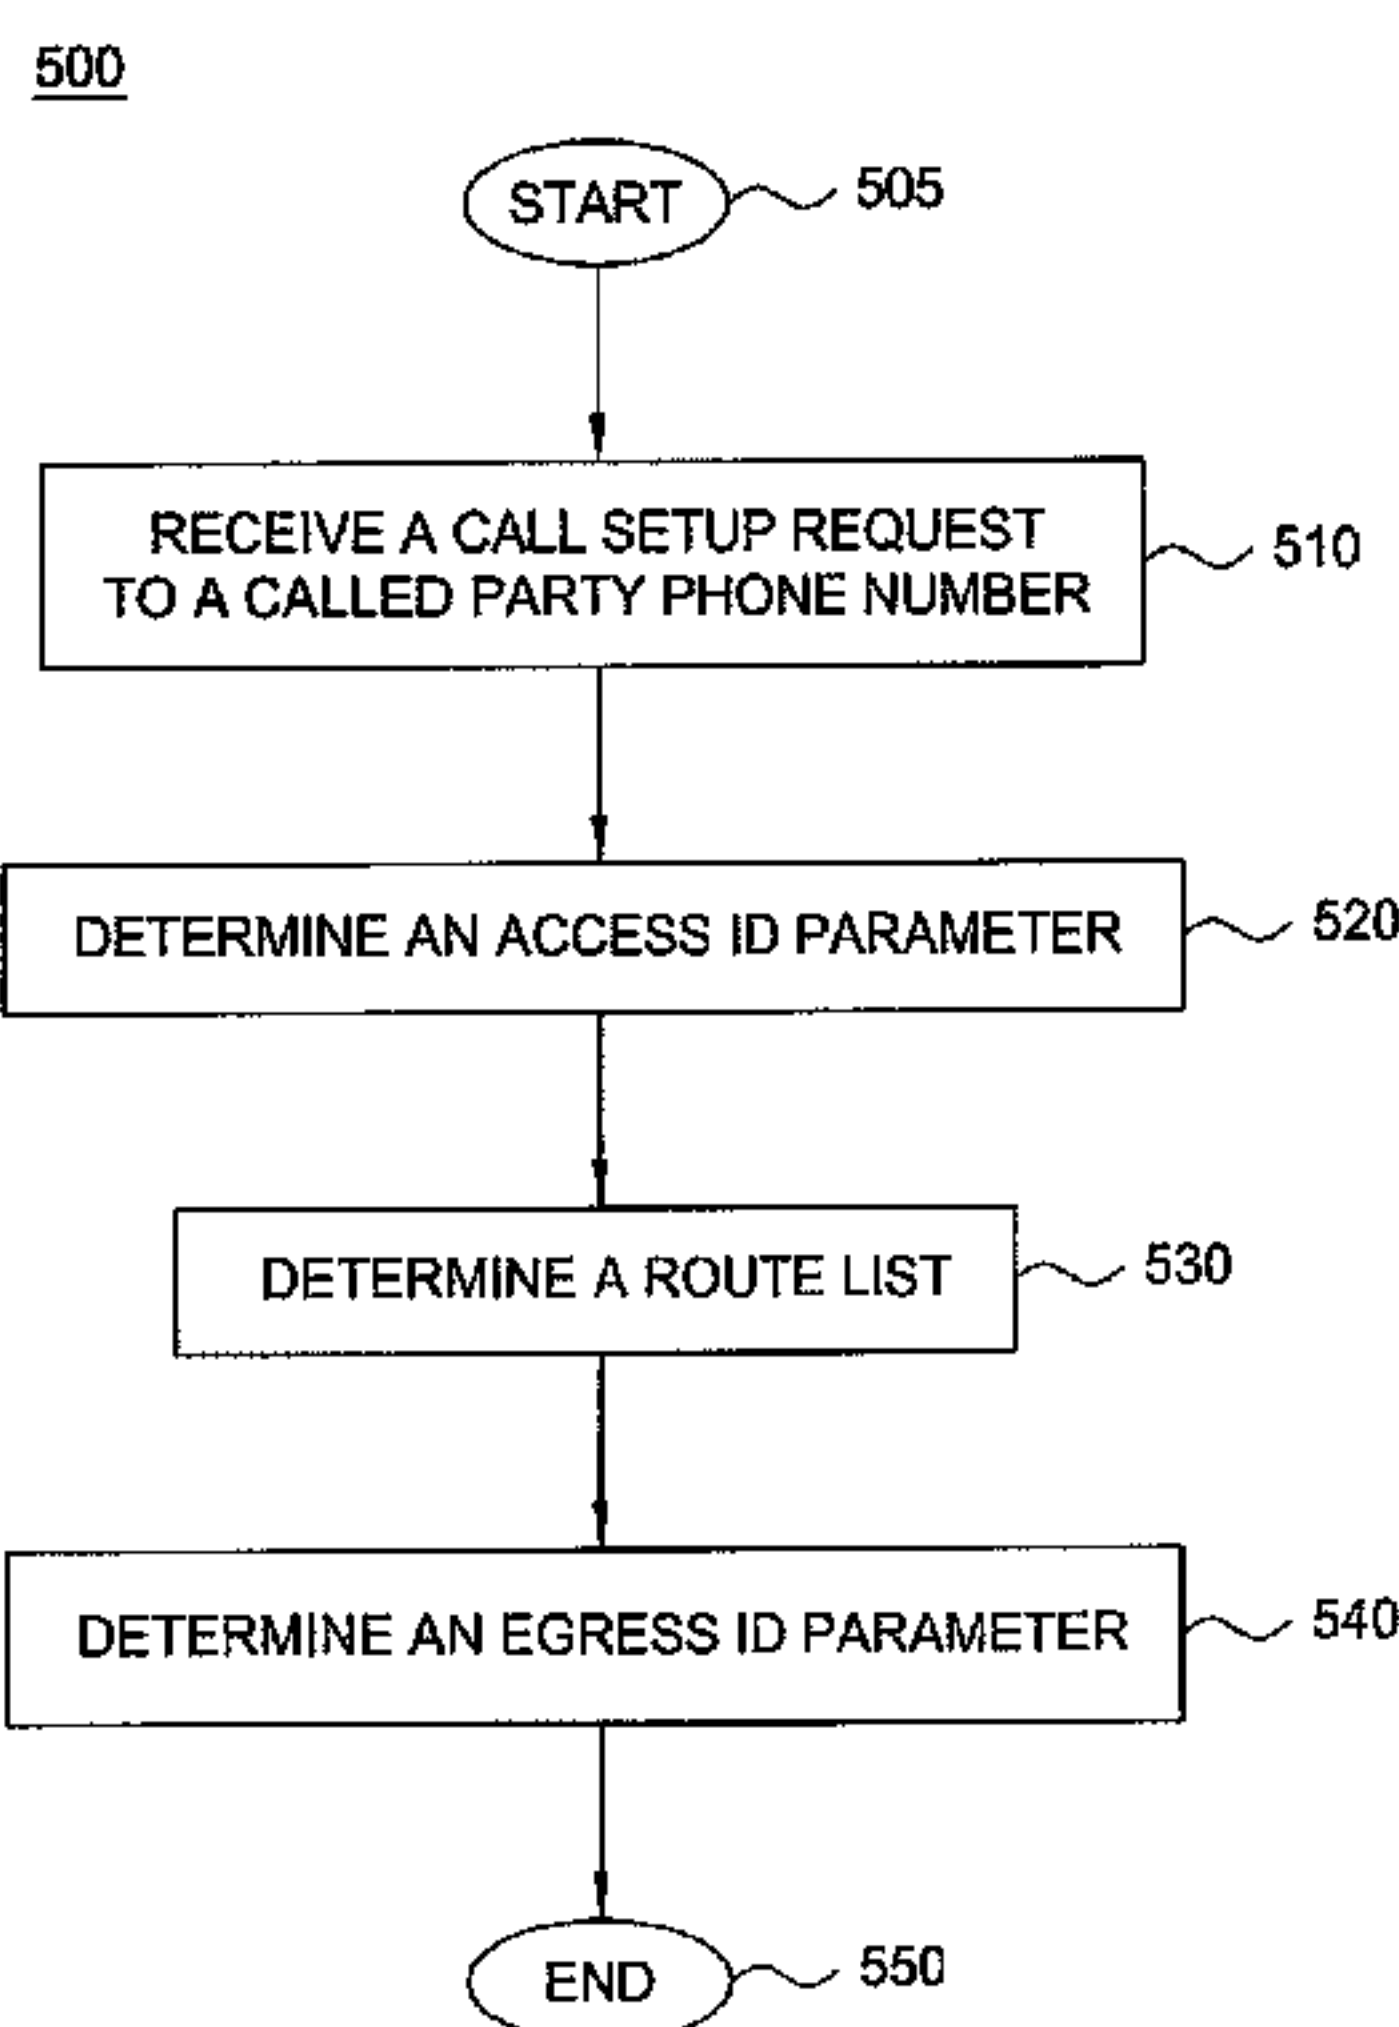 500
START
505
RECEIVE A CALL SETUP REQUEST
TO A CALLED PARTY PHONE NUMBER
510
DETERMINE AN ACCESS ID PARAMETER
520
DETERMINE A ROUTE LIST
530
DETERMINE AN EGRESS ID PARAMETER
540
END
550